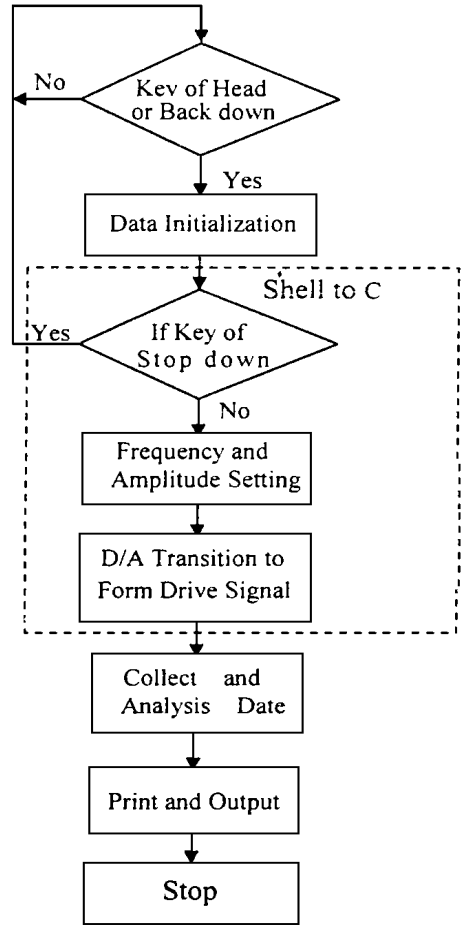 Kev of Head
or Back down
No
Yes
Data Initialization
Shell to C
Yes
If Key of
Stop down
No
Frequency and
Amplitude Setting
D/A Transition to
Form Drive Signal
Collect and
Analysis Date
Print and Output
Stop